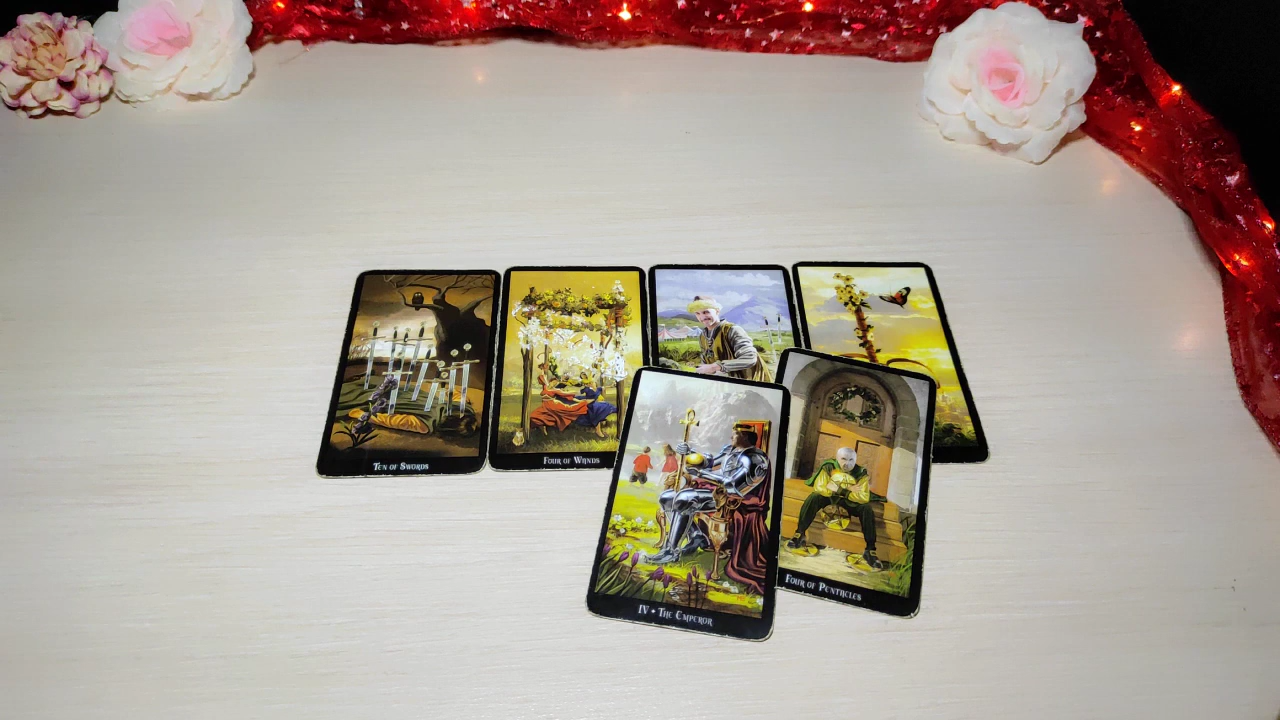 Ten of Swords
Four of Wands
IV • The Emperor
Four of Pentacles